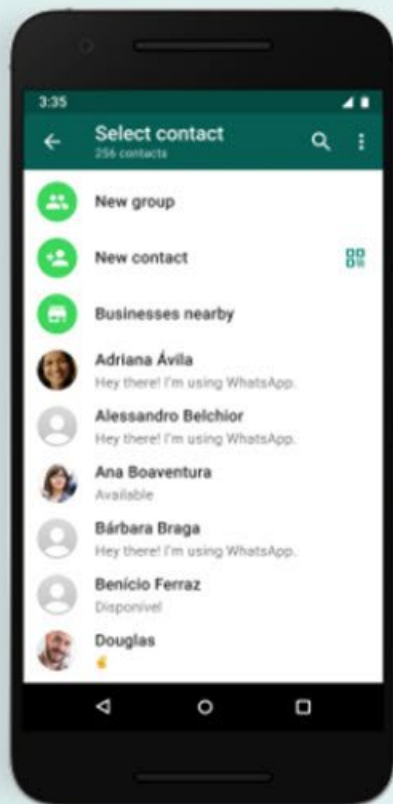 3:35
Select contact
256 contacts
New group
New contact
Businesses nearby
Adriana Ávila
Hey there! I'm using WhatsApp.
Alessandro Belchior
Hey there! I'm using WhatsApp.
Ana Boaventura
Available
Bárbara Braga
Hey there! I'm using WhatsApp.
Benício Ferraz
Disponível
Douglas